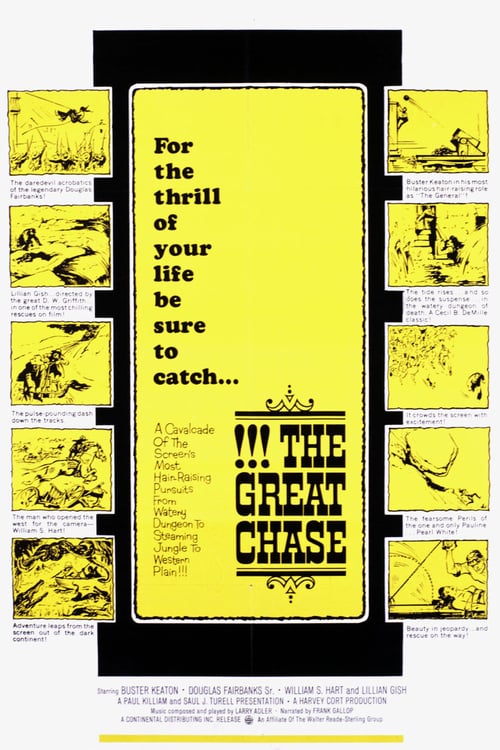 For
the
thrill
of
your
life
be
sure
to
catch...
A Cavalcade
Of The
Screen's
Most
Hair-Raising
Pursuits
From
Watery
Dungeon To
Steaming
Jungle To
Western
Plain!!!
!!! THE
GREAT
CHASE
The daredevil acrobatics
of the legendary Douglas
Fairbanks!
Lillian Gish...directed by
the great D. W. Griffith...
in one of the most chilling
rescues on film!
The pulse-pounding dash
down the tracks.
The man who opened the
west for the camera—
William S. Hart!
Adventure leaps from the
screen out of the dark
continent!
Buster Keaton in his most
hilarious hair-raising role
as "The General"!
The tide rises...and so
does the suspense...in
the watery dungeon of
death. A Cecil B. DeMille
classic!
It crowds the screen with
excitement!
The fearsome Perils of
the one and only Pauline...
Pearl White!
Beauty in jeopardy...and
rescue on the way!
Starring BUSTER KEATON · DOUGLAS FAIRBANKS Sr. · WILLIAM S. HART and LILLIAN GISH
A PAUL KILLIAM and SAUL J. TURELL PRESENTATION · A HARVEY CORT PRODUCTION
Music composed and played by LARRY ADLER · Narrated by FRANK GALLOP
A CONTINENTAL DISTRIBUTING INC. RELEASE An Affiliate Of The Walter Reade-Sterling Group